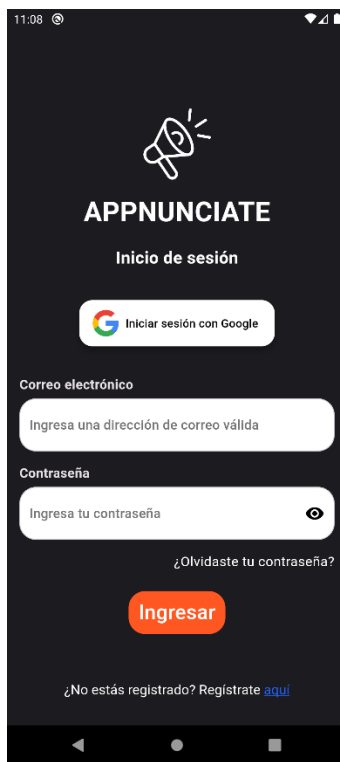 11:08
APPNUNCIATE
Inicio de sesión
Iniciar sesión con Google
Correo electrónico
Ingresa una dirección de correo válida
Contraseña
Ingresa tu contraseña
¿Olvidaste tu contraseña?
Ingresar
¿No estás registrado? Regístrate aquí